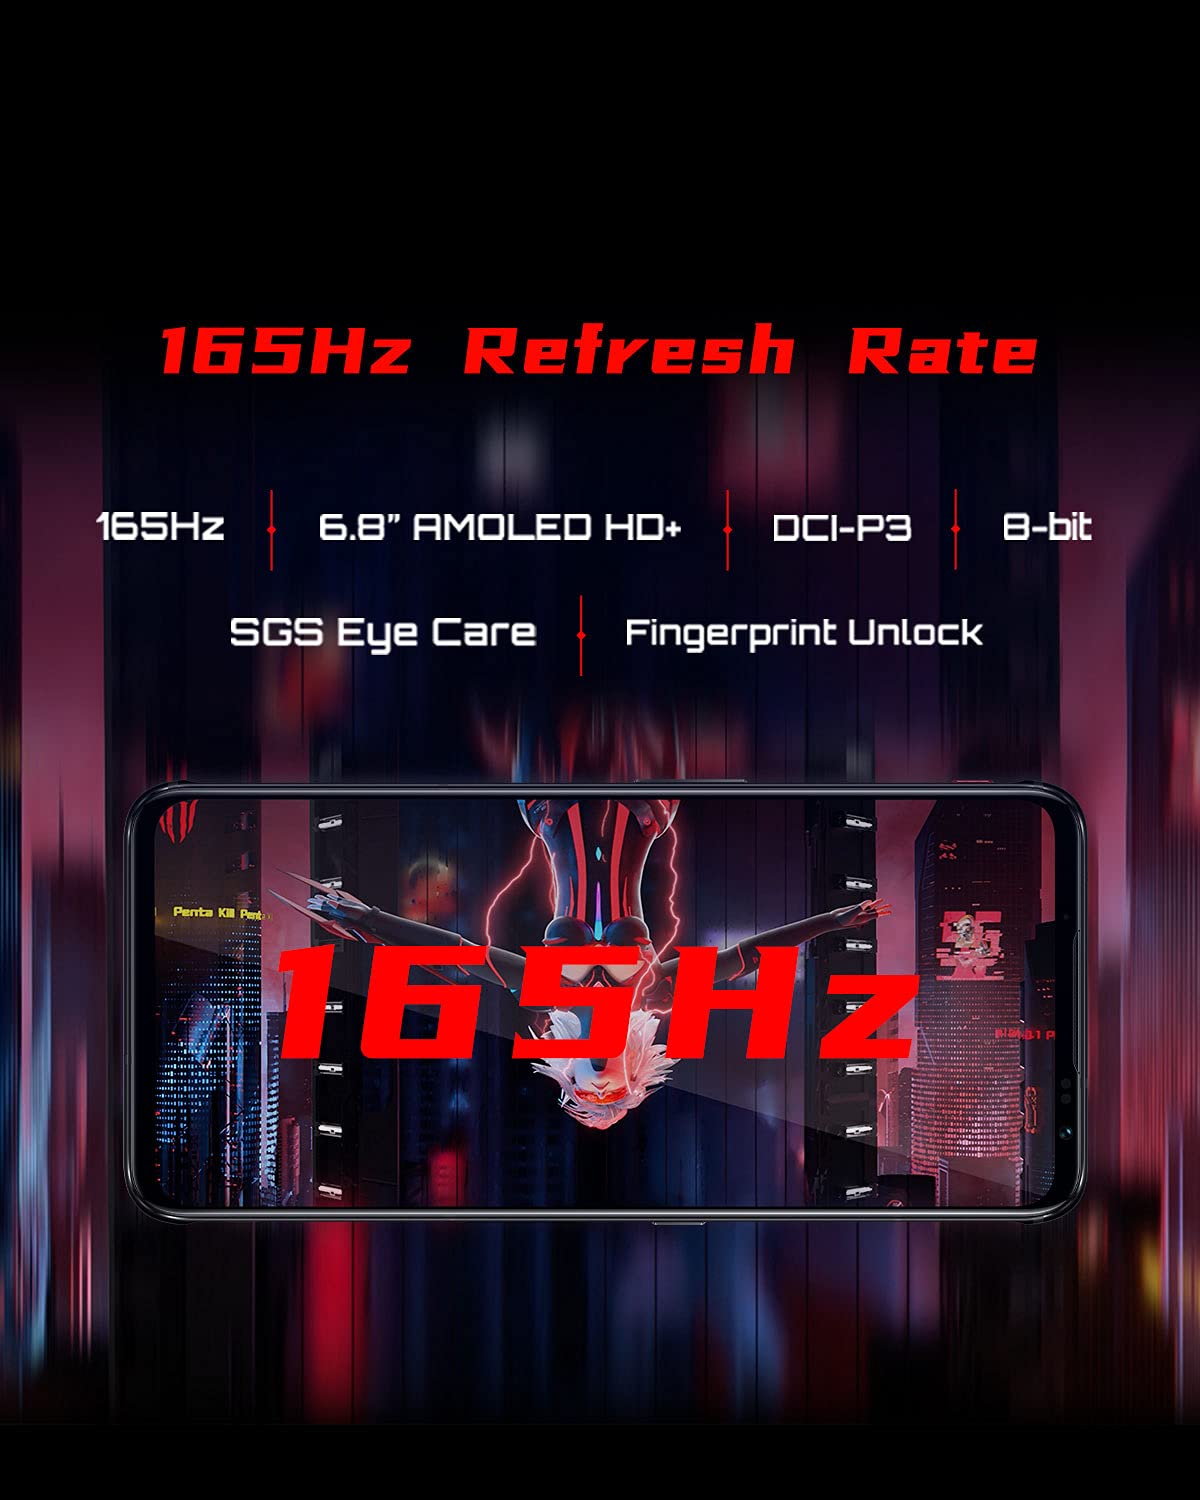 165Hz Refresh Rate
165Hz 6.8” AMOLED HD+ DCI-P3 8-bit
SGS Eye Care Fingerprint Unlock
Penta Kill Penta
165Hz